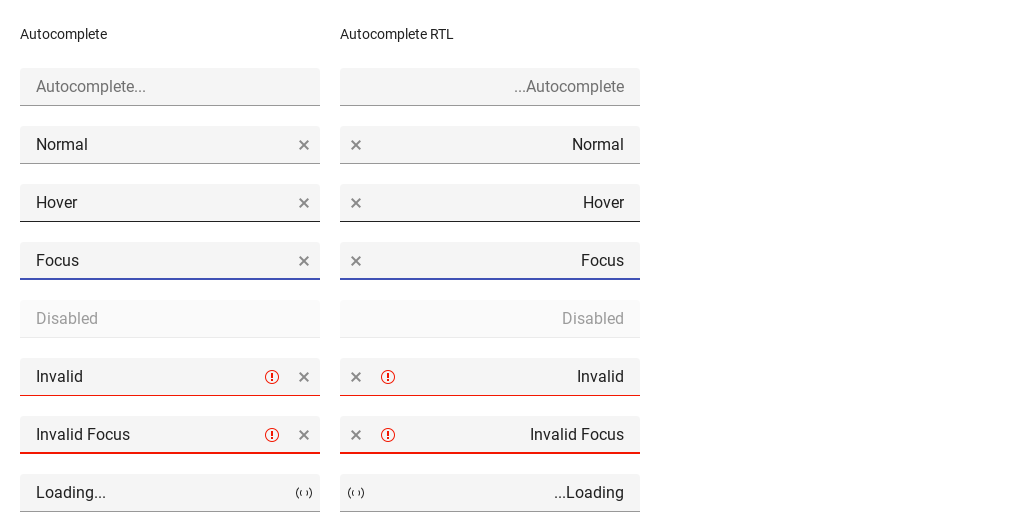 Autocomplete
Autocomplete...
Normal
Hover
Focus
Disabled
Invalid
Invalid Focus
Loading...
Autocomplete RTL
...Autocomplete
Normal
Hover
Focus
Disabled
Invalid
Invalid Focus
...Loading